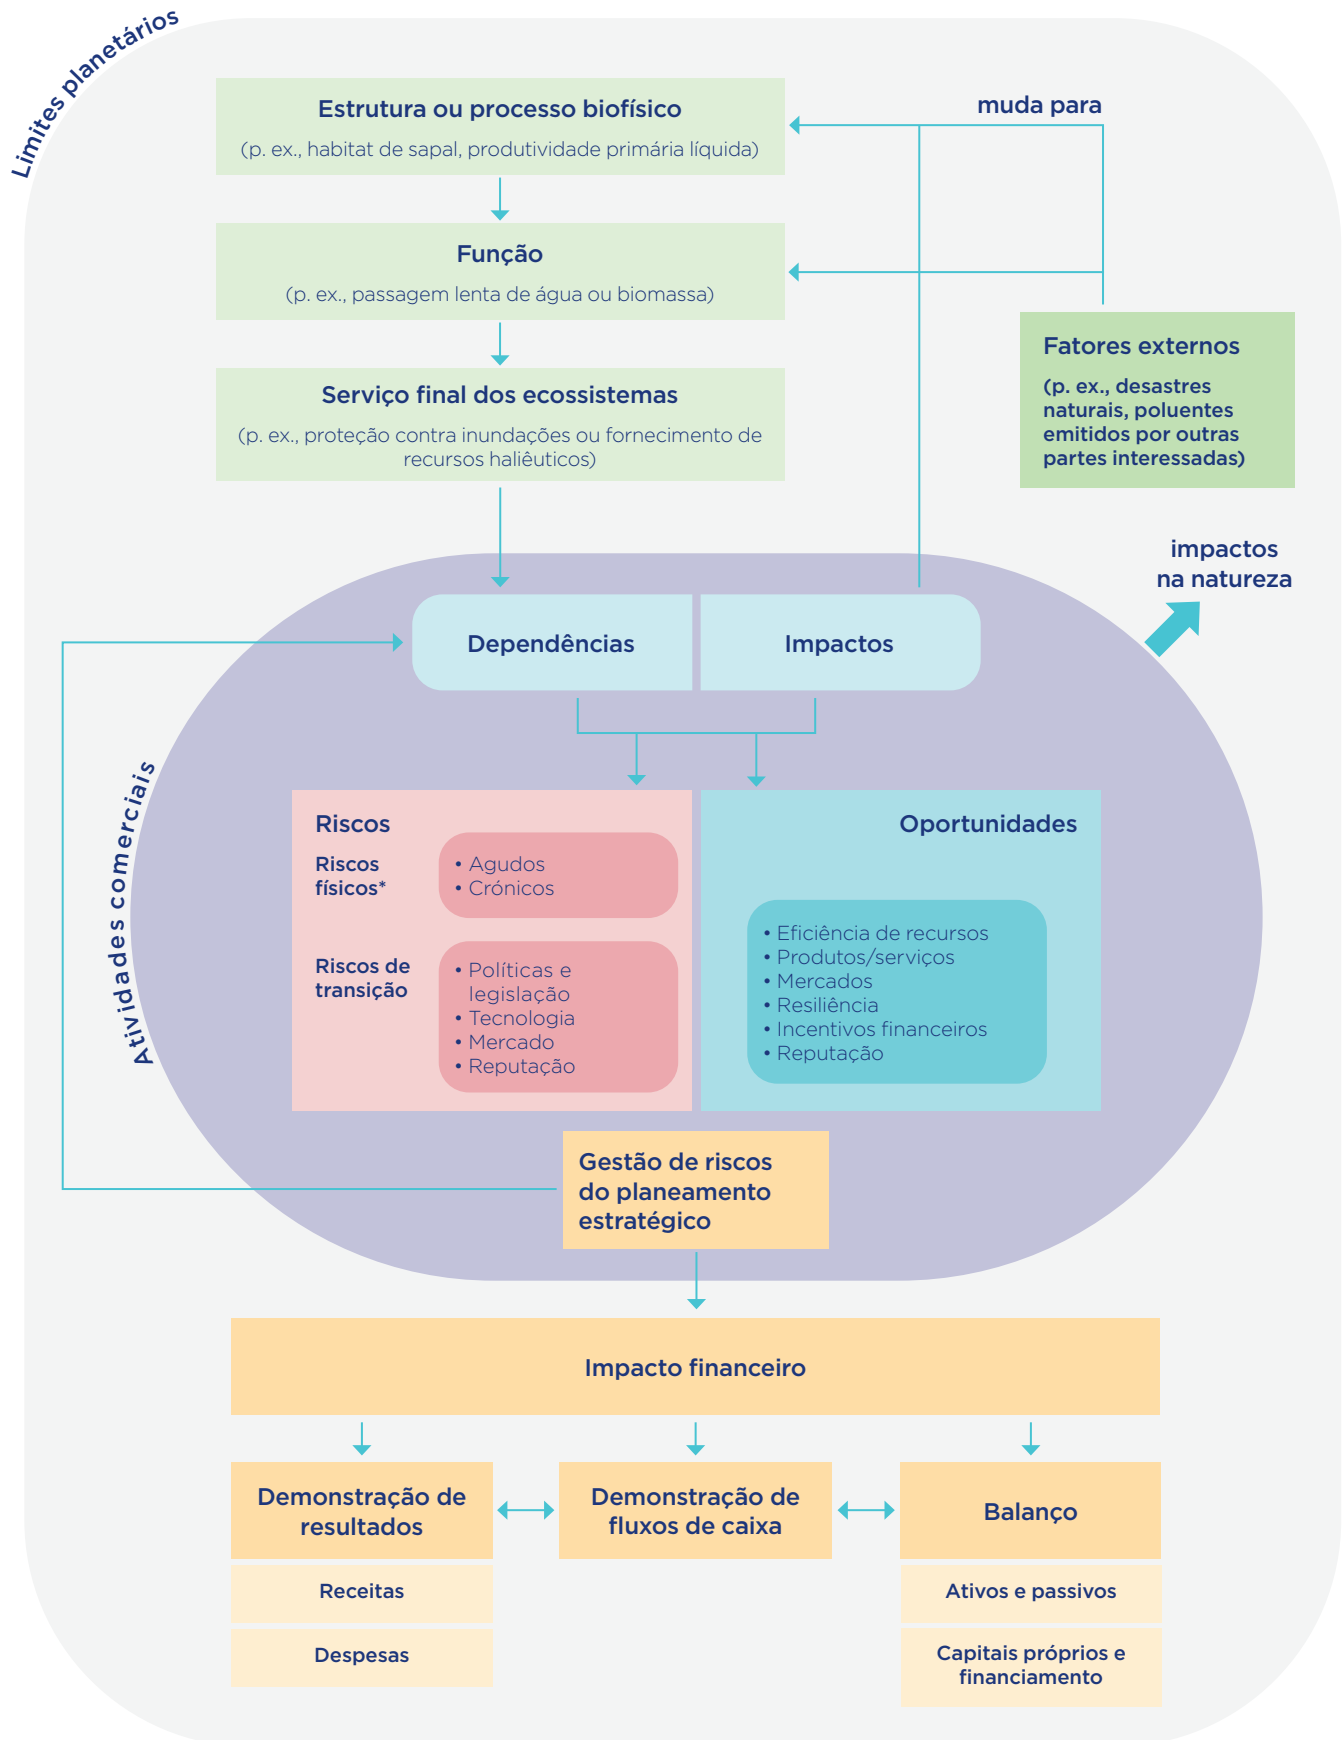 Limites planetários
Estrutura ou processo biofísico
(p. ex., habitat de sapal, produtividade primária líquida)
muda para
Função
(p. ex., passagem lenta de água ou biomassa)
Fatores externos
(p. ex., desastres
naturais, poluentes
emitidos por outras
partes interessadas)
Serviço final dos ecossistemas
(p. ex., proteção contra inundações ou fornecimento de
recursos haliêuticos)
impactos
na natureza
Atividades comerciais
Dependências
Impactos
Riscos
Riscos
físicos*
• Agudos
• Crónicos
Riscos de
transição
• Políticas e
legislação
• Tecnologia
• Mercado
• Reputação
Oportunidades
• Eficiência de recursos
• Produtos/serviços
• Mercados
• Resiliência
• Incentivos financeiros
• Reputação
Gestão de riscos
do planeamento
estratégico
Impacto financeiro
Demonstração de
resultados
Receitas
Despesas
Demonstração de
fluxos de caixa
Balanço
Ativos e passivos
Capitais próprios e
financiamento